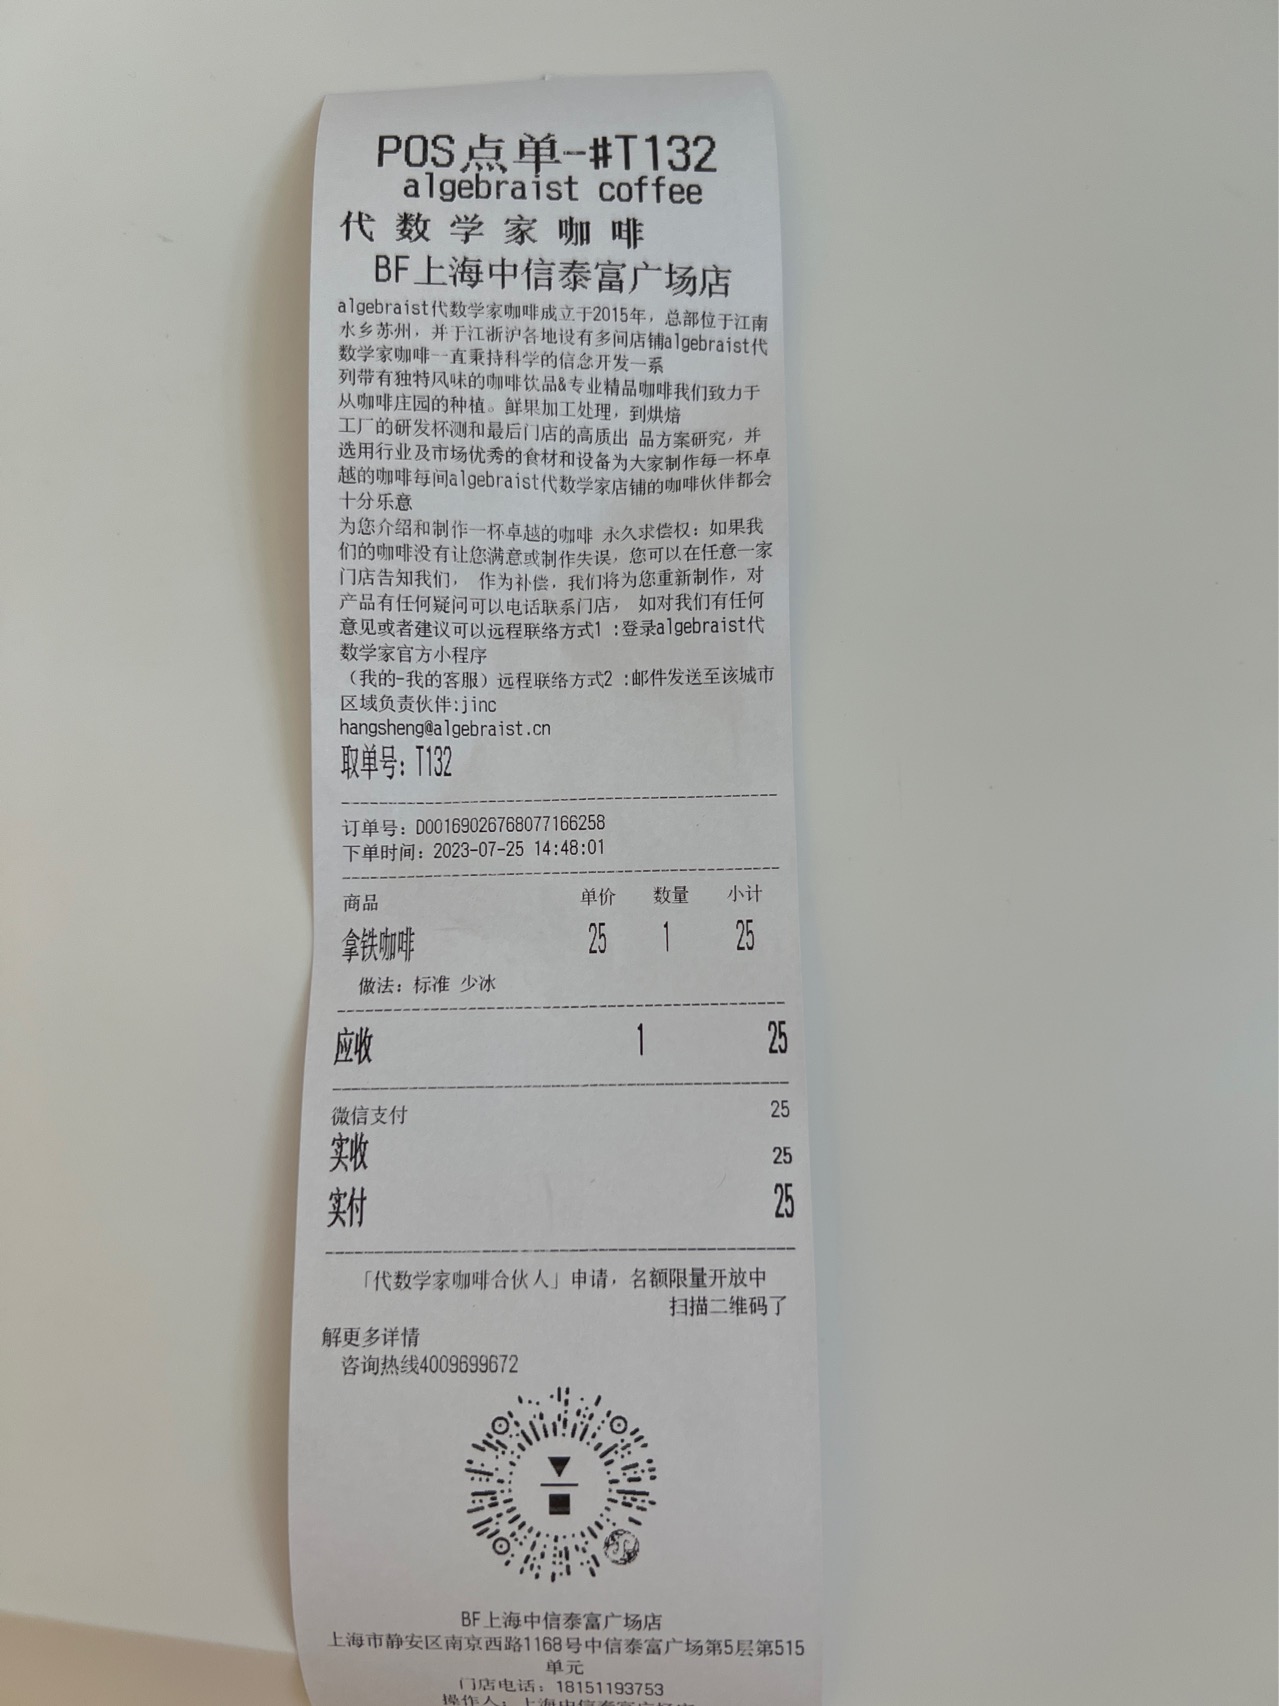 POS点单-#T132
algebraist coffee
代数学家咖啡
BF上海中信泰富广场店
algebraist代数学家咖啡成立于2015年，总部位于江南
水乡苏州，并于江浙沪各地设有多间店铺algebraist代
数学家咖啡一直秉持科学的信念开发一系
列带有独特风味的咖啡饮品&专业精品咖啡我们致力于
从咖啡庄园的种植。鲜果加工处理，到烘焙
工厂的研发杯测和最后门店的高质出 品方案研究，并
选用行业及市场优秀的食材和设备为大家制作每一杯卓
越的咖啡每间algebraist代数学家店铺的咖啡伙伴都会
十分乐意
为您介绍和制作一杯卓越的咖啡 永久求偿权：如果我
们的咖啡没有让您满意或制作失误，您可以在任意一家
门店告知我们， 作为补偿，我们将为您重新制作，对
产品有任何疑问可以电话联系门店， 如对我们有任何
意见或者建议可以远程联络方式1 :登录algebraist代
数学家官方小程序
（我的-我的客服）远程联络方式2 :邮件发送至该城市
区域负责伙伴:jinc
hangsheng@algebraist.cn
取单号：T132
订单号：D00169026768077166258
下单时间：2023-07-25 14:48:01
商品 单价 数量 小计
拿铁咖啡 25 1 25
做法：标准 少冰
应收 1 25
微信支付 25
实收 25
实付 25
「代数学家咖啡合伙人」申请，名额限量开放中
扫描二维码了
解更多详情
咨询热线4009699672
BF上海中信泰富广场店
上海市静安区南京西路1168号中信泰富广场第5层第515
单元
门店电话：18151193753
操作人：上海中信泰富广场店